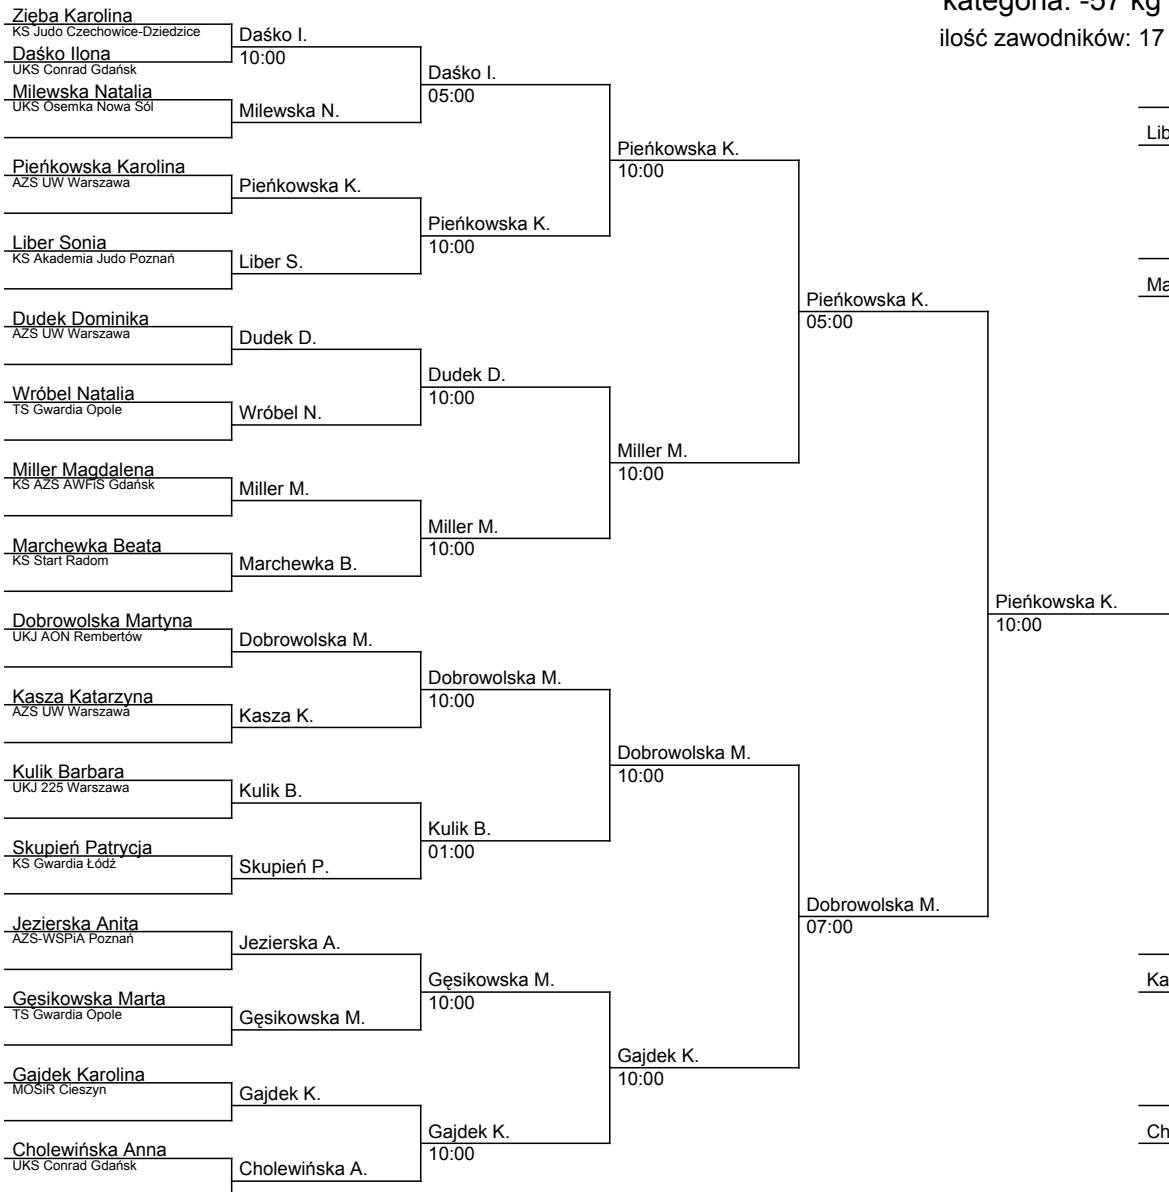 kategoria: -57 kg
ilość zawodników: 17
Zięba Karolina
KS Judo Czechowice-Dziedzice
Daśko Ilona
UKS Conrad Gdańsk
Milewska Natalia
UKS Ósemka Nowa Sól
Pieńkowska Karolina
AZS UW Warszawa
Liber Sonia
KS Akademia Judo Poznań
Dudek Dominika
AZS UW Warszawa
Wróbel Natalia
TS Gwardia Opole
Miller Magdalena
KS AZS AWFiS Gdańsk
Marchewka Beata
KS Start Radom
Dobrowolska Martyna
UKJ AON Rembertów
Kasza Katarzyna
AZS UW Warszawa
Kulik Barbara
UKJ 225 Warszawa
Skupień Patrycja
KS Gwardia Łódź
Jezierska Anita
AZS-WSPiA Poznań
Gęsikowska Marta
TS Gwardia Opole
Gajdek Karolina
MOSiR Cieszyn
Cholewińska Anna
UKS Conrad Gdańsk
Daśko I.
10:00
Milewska N.
Pieńkowska K.
Liber S.
Dudek D.
Wróbel N.
Miller M.
Marchewka B.
Dobrowolska M.
Kasza K.
Kulik B.
Skupień P.
Jezierska A.
Gęsikowska M.
Gajdek K.
Cholewińska A.
Daśko I.
05:00
Pieńkowska K.
10:00
Dudek D.
10:00
Miller M.
10:00
Dobrowolska M.
10:00
Kulik B.
01:00
Gęsikowska M.
10:00
Gajdek K.
10:00
Pieńkowska K.
10:00
Miller M.
10:00
Dobrowolska M.
10:00
Gajdek K.
10:00
Pieńkowska K.
05:00
Dobrowolska M.
07:00
Pieńkowska K.
10:00
Lib
Ma
Ka
Ch